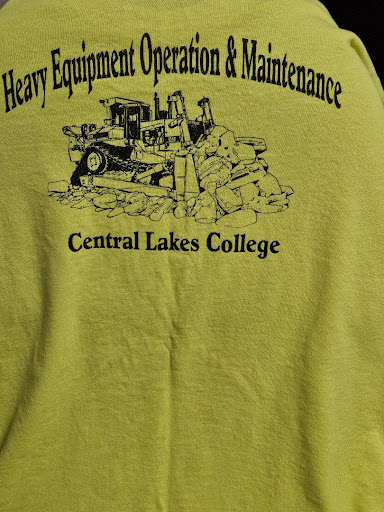 Heavy Equipment Operation & Maintenance
Central Lakes College